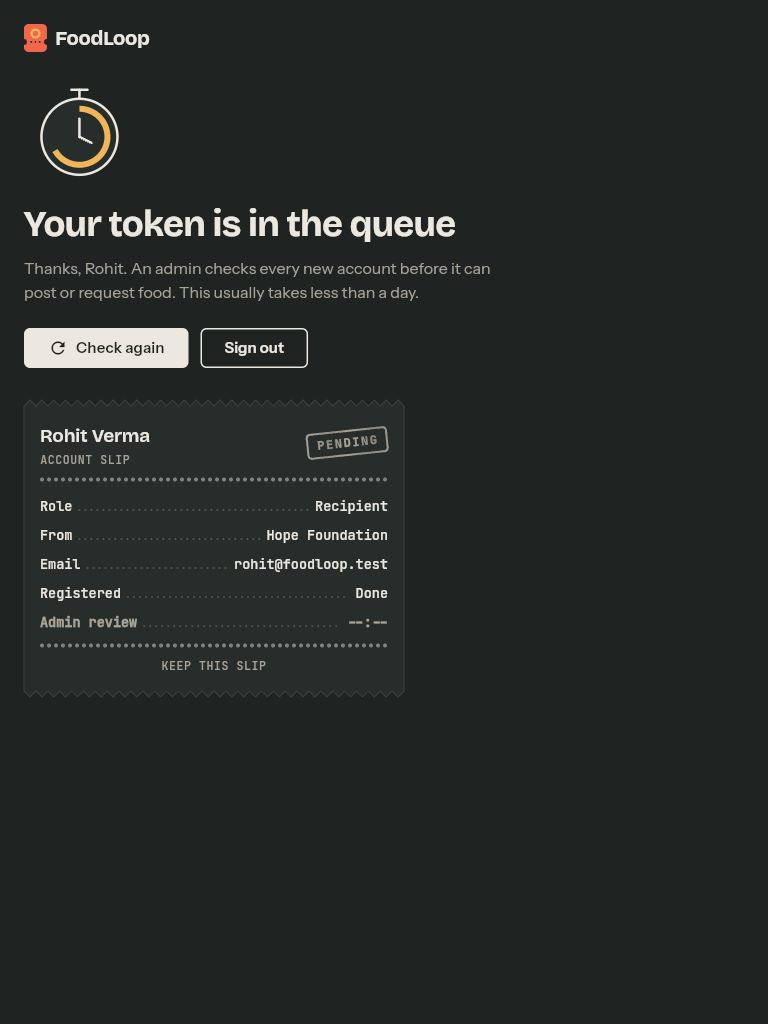 FoodLoop
Your token is in the queue
Thanks, Rohit. An admin checks every new account before it can
post or request food. This usually takes less than a day.
Check again
Sign out
Rohit Verma
PENDING
ACCOUNT SLIP
Role Recipient
From Hope Foundation
Email rohit@foodloop.test
Registered Done
Admin review --:--
KEEP THIS SLIP